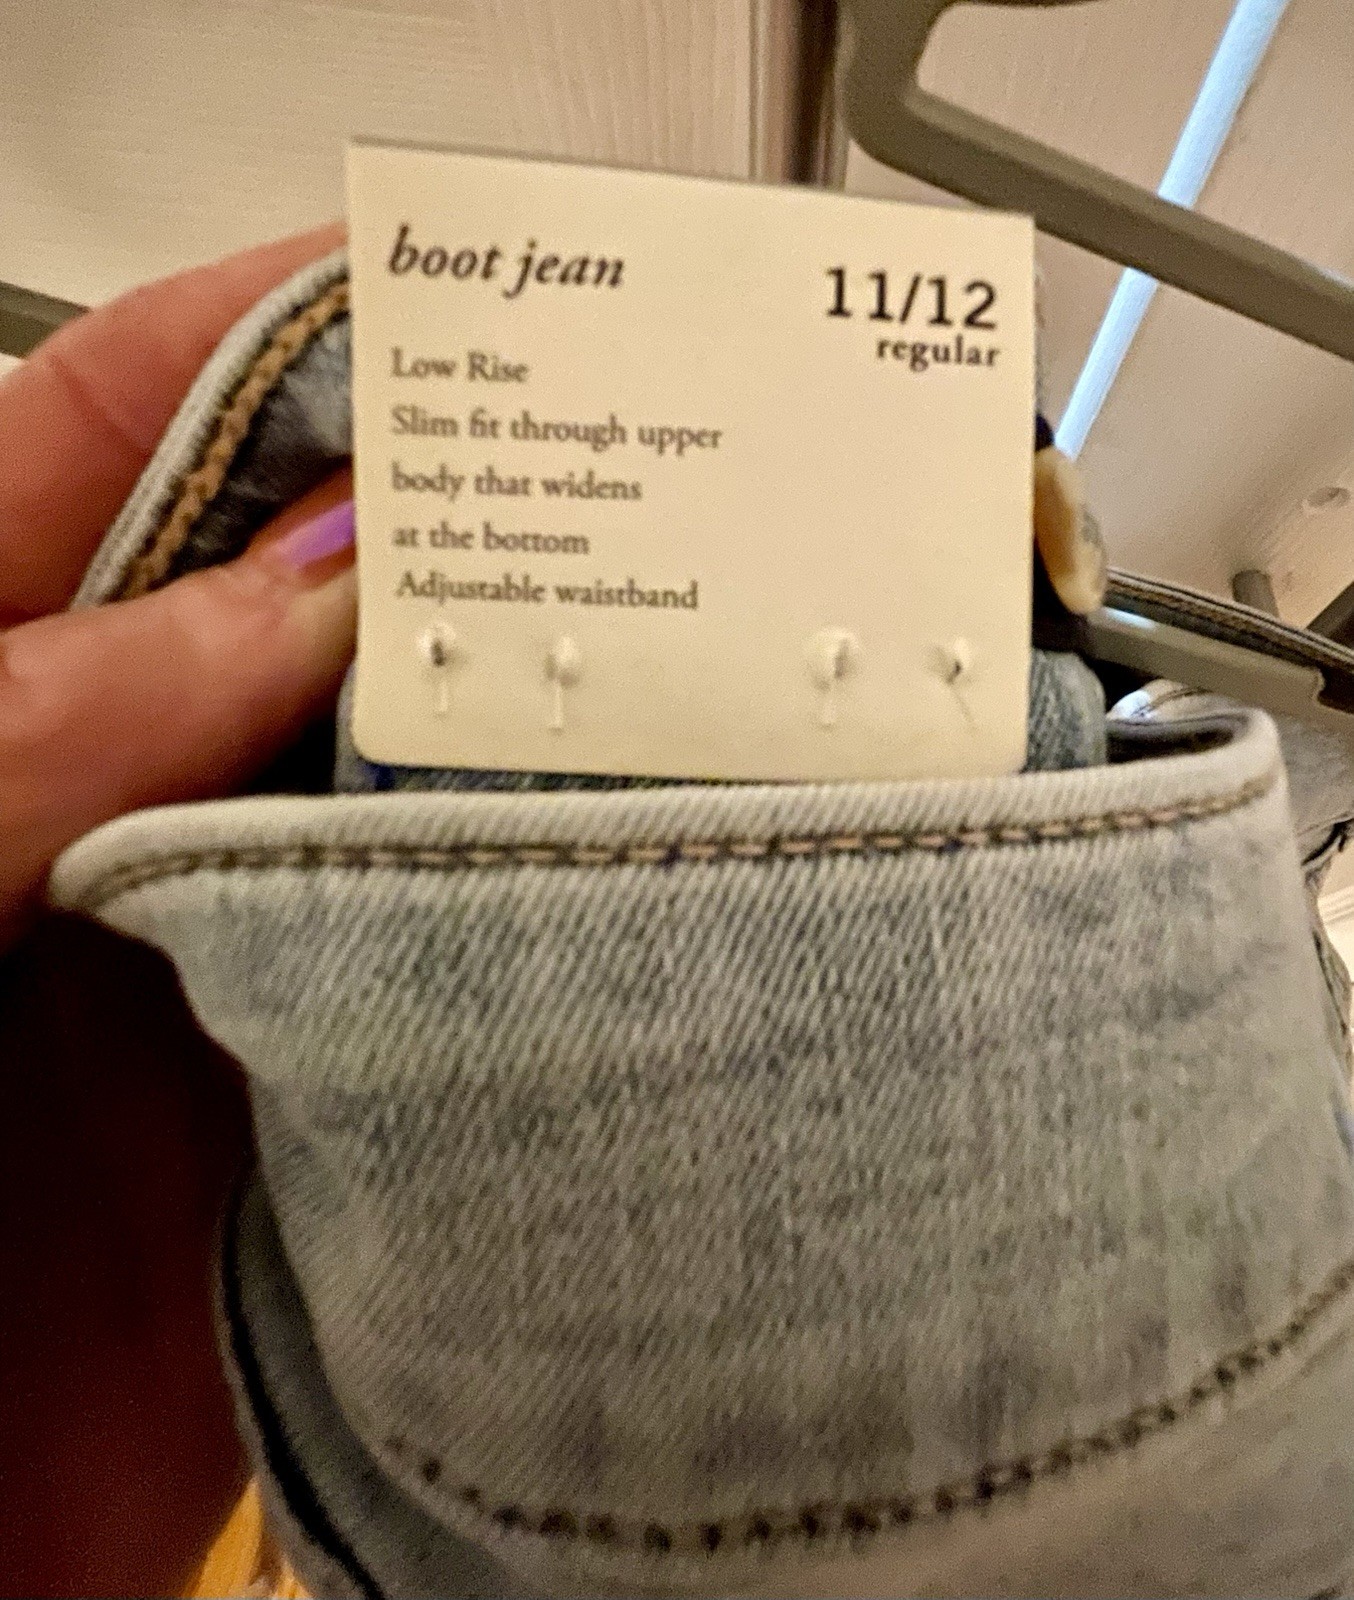 boot jean
11/12
regular
Low Rise
Slim fit through upper
body that widens
at the bottom
Adjustable waistband